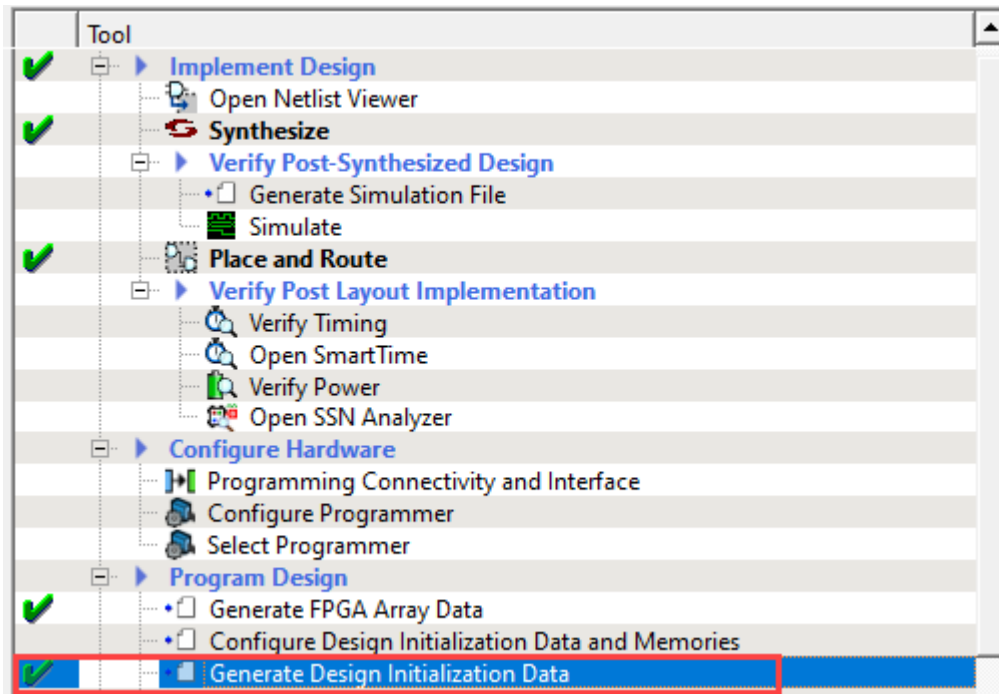 Tool
Implement Design
Open Netlist Viewer
Synthesize
Verify Post-Synthesized Design
Generate Simulation File
Simulate
Place and Route
Verify Post Layout Implementation
Verify Timing
Open SmartTime
Verify Power
Open SSN Analyzer
Configure Hardware
Programming Connectivity and Interface
Configure Programmer
Select Programmer
Program Design
Generate FPGA Array Data
Configure Design Initialization Data and Memories
Generate Design Initialization Data